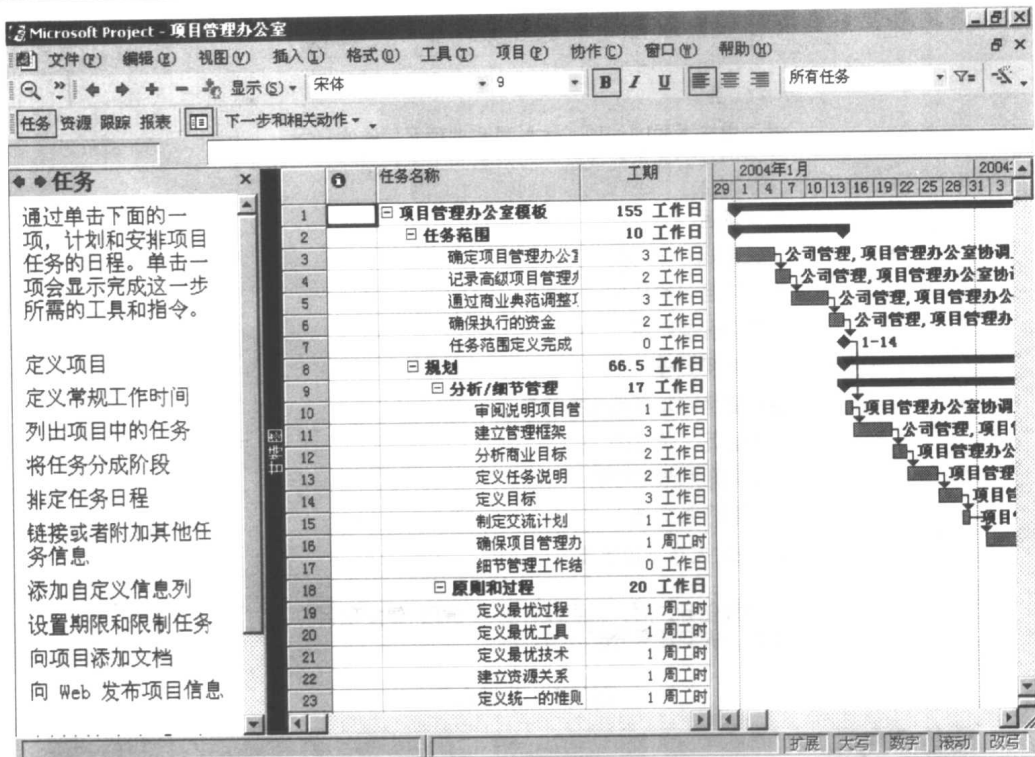 Microsoft Project - 项目管理办公室
文件(F) 编辑(E) 视图(V) 插入(I) 格式(O) 工具(T) 项目(P) 协作(C) 窗口(W) 帮助(H)
显示(S) 宋体 9 B I U 所有任务
任务 资源 跟踪 报表 下一步和相关动作
任务
通过单击下面的一
项,计划和安排项目
任务的日程。单击一
项会显示完成这一步
所需的工具和指令。
定义项目
定义常规工作时间
列出项目中的任务
将任务分成阶段
排定任务日程
链接或者附加其他任
务信息
添加自定义信息列
设置期限和限制任务
向项目添加文档
向 Web 发布项目信息
任务名称 工期
1 项目管理办公室模板 155 工作日
2 任务范围 10 工作日
3 确定项目管理办公 3 工作日
4 记录高级项目管理 2 工作日
5 通过商业典范调整 3 工作日
6 确保执行的资金 2 工作日
7 任务范围定义完成 0 工作日
8 规划 66.5 工作日
9 分析/细节管理 17 工作日
10 审阅说明项目管 1 工作日
11 建立管理框架 3 工作日
12 分析商业目标 2 工作日
13 定义任务说明 2 工作日
14 定义目标 3 工作日
15 制定交流计划 1 工作日
16 确保项目管理办 1 周工时
17 细节管理工作结 0 工作日
18 原则和过程 20 工作日
19 定义最优过程 1 周工时
20 定义最优工具 1 周工时
21 定义最优技术 1 周工时
22 建立资源关系 1 周工时
23 定义统一的准则 1 周工时
2004年1月 2004
29 1 4 7 10 13 16 19 22 25 28 31 3
公司管理,项目管理办公室协调
公司管理,项目管理办公室协
公司管理,项目管理办公
公司管理,项目管理办
1-14
项目管理办公室协调
公司管理,项目
项目管理办公
项目管理
项目管
项目
扩展 大写 数字 滚动 改写